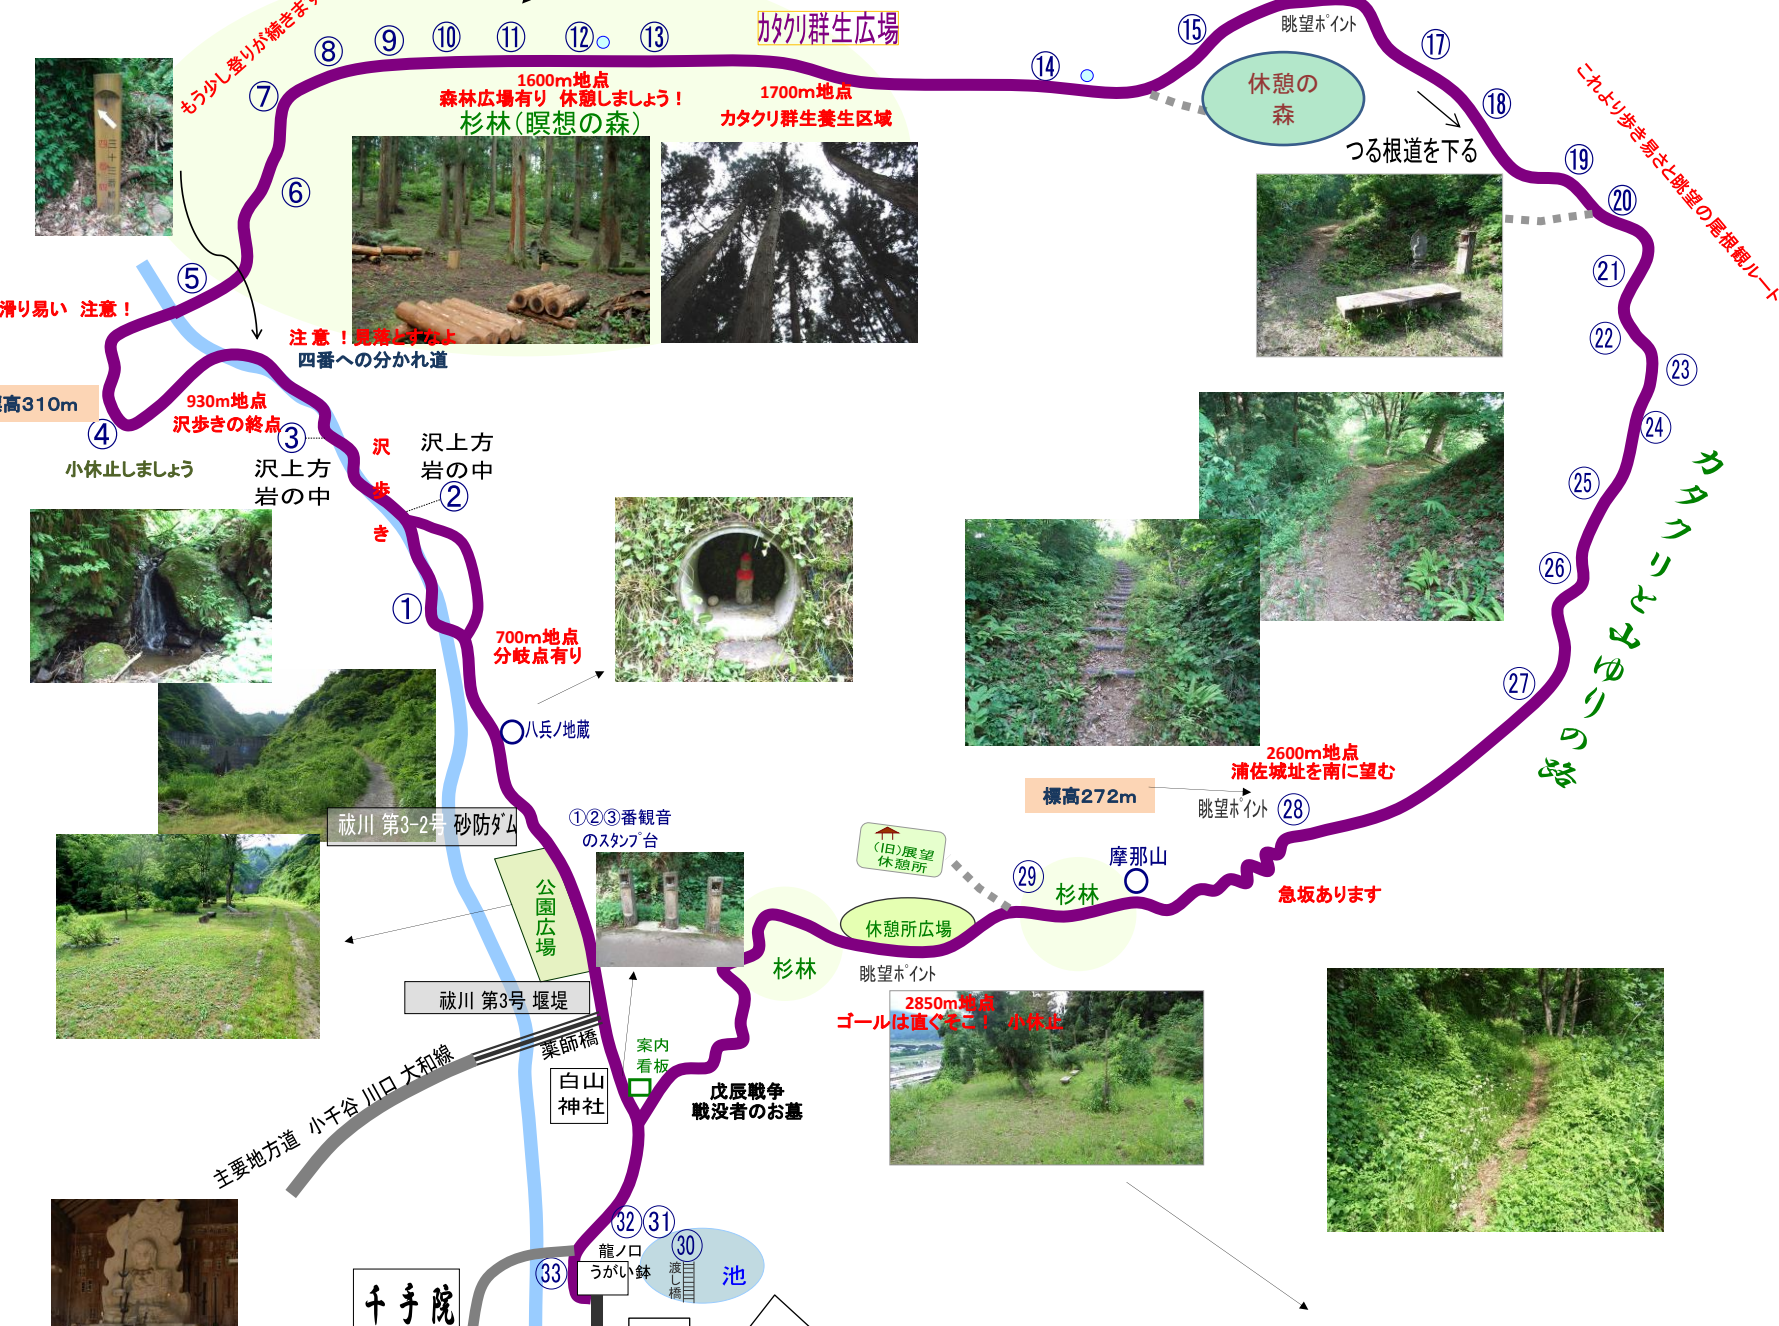 もう少し登りが続きます
⑦
⑧
⑨
⑩
⑪
⑫
⑬
カタクリ群生広場
⑭
⑮
眺望ポイント
⑰
⑱
休憩の
森
つる根道を下る
⑲
⑳
これより歩き易さと眺望の尾根観ルート
1600m地点
森林広場有り　休憩しましょう！
杉林（瞑想の森）
1700m地点
カタクリ群生養生区域
⑥
⑤
滑り易い　注意！
注意！見落とすなよ
四番への分かれ道
標高310m
④
小休止しましょう
930m地点
沢歩きの終点
③
沢上方
岩の中
沢歩き
沢上方
岩の中
②
①
700m地点
分岐点有り
八兵ノ地蔵
祓川 第3-2号 砂防ダム
①②③番観音
のスタンプ台
公園広場
祓川 第3号 堰堤
薬師橋
主要地方道　小千谷 川口 大和線
案内
看板
白山
神社
戊辰戦争
戦没者のお墓
㉑
㉒
㉓
㉔
㉕
㉖
㉗
カタクリと山ゆりの路
2600m地点
浦佐城址を南に望む
標高272m
眺望ポイント
㉘
急坂あります
摩那山
杉林
㉙
(旧)展望
休憩所
休憩所広場
眺望ポイント
杉林
2850m地点
ゴールは直ぐそこ！　小休止
㉜
㉛
㉚
龍ノ口
うがい鉢
㉝
渡し橋
池
千手院